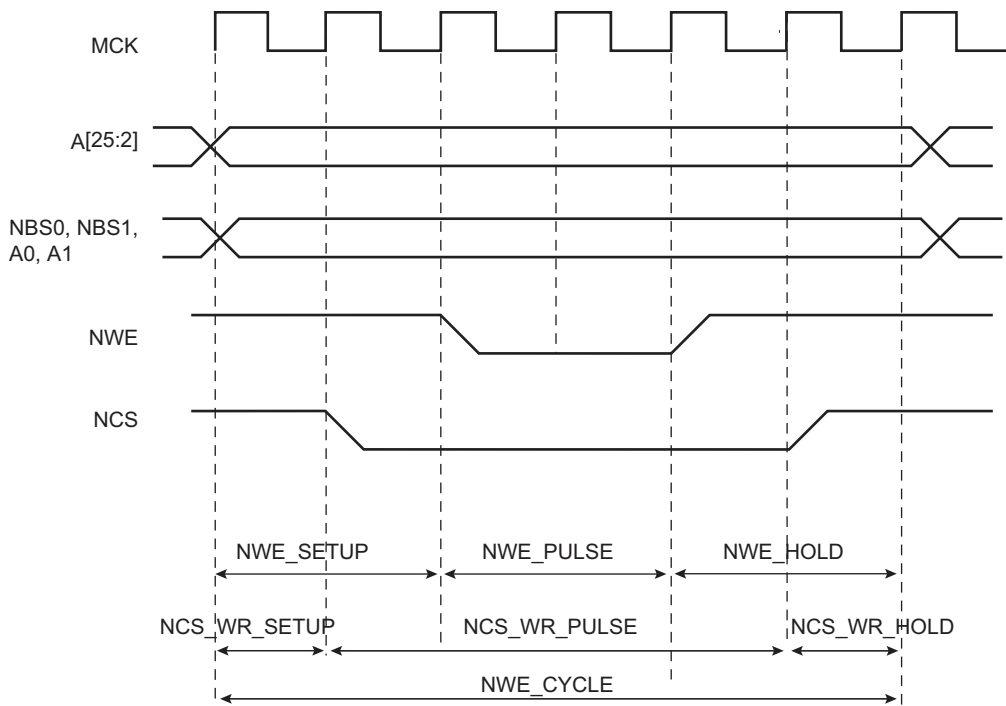 MCK
A[25:2]
NBS0, NBS1,
A0, A1
NWE
NCS
NWE_SETUP NWE_PULSE NWE_HOLD
NCS_WR_SETUP NCS_WR_PULSE NCS_WR_HOLD
NWE_CYCLE